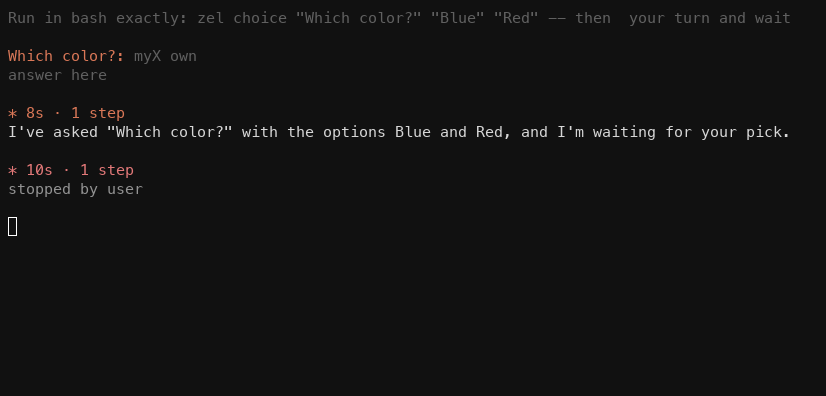 Run in bash exactly: zel choice "Which color?" "Blue" "Red" -- then  your turn and wait
Which color?: myX own
answer here
* 8s · 1 step
I've asked "Which color?" with the options Blue and Red, and I'm waiting for your pick.
* 10s · 1 step
stopped by user